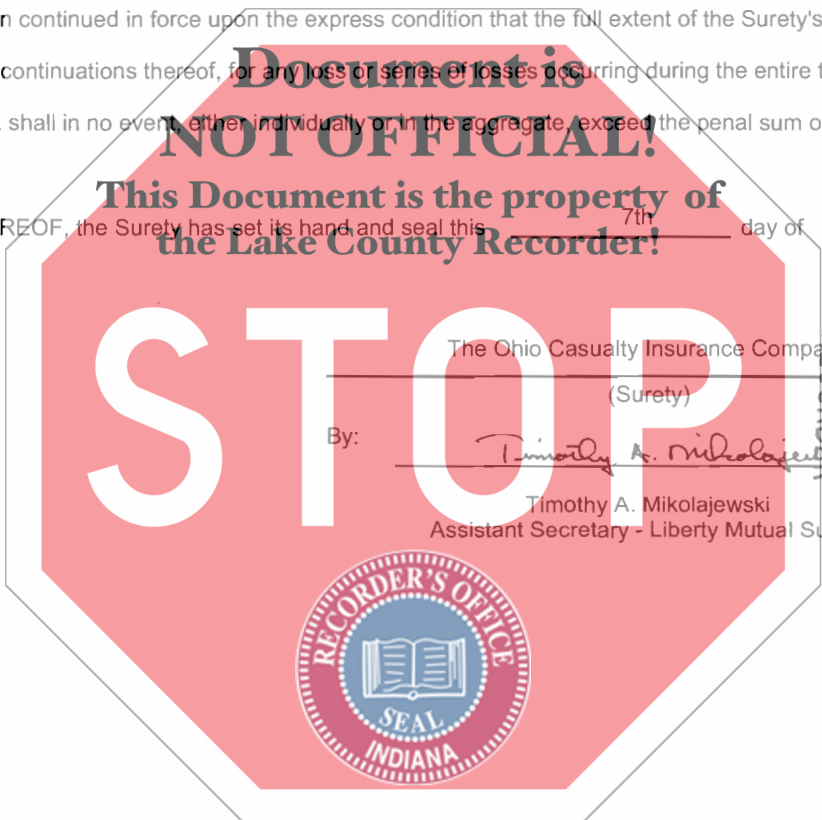 n continued in force upon the express condition that the full extent of the Surety's
Document is
continuations thereof, for any loss or series of losses occurring during the entire t
shall in no event, either individually or in the aggregate, exceed the penal sum o
NOT OFFICIAL!
This Document is the property of
7th
REOF, the Surety has set its hand and seal this day of
the Lake County Recorder!
STOP
The Ohio Casualty Insurance Compa
(Surety)
By: Timothy A. Mikolajew
Timothy A. Mikolajewski
Assistant Secretary - Liberty Mutual Su
RECORDER'S OFFICE
SEAL
INDIANA